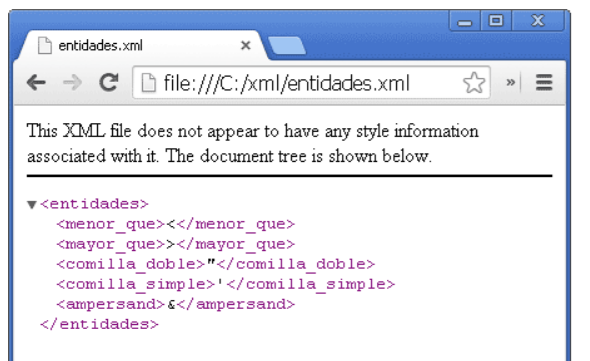 entidades.xml
file:///C:/xml/entidades.xml
This XML file does not appear to have any style information
associated with it. The document tree is shown below.
▼<entidades>
<menor_que><</menor_que>
<mayor_que>></mayor_que>
<comilla_doble>"</comilla_doble>
<comilla_simple>'</comilla_simple>
<ampersand>&</ampersand>
</entidades>